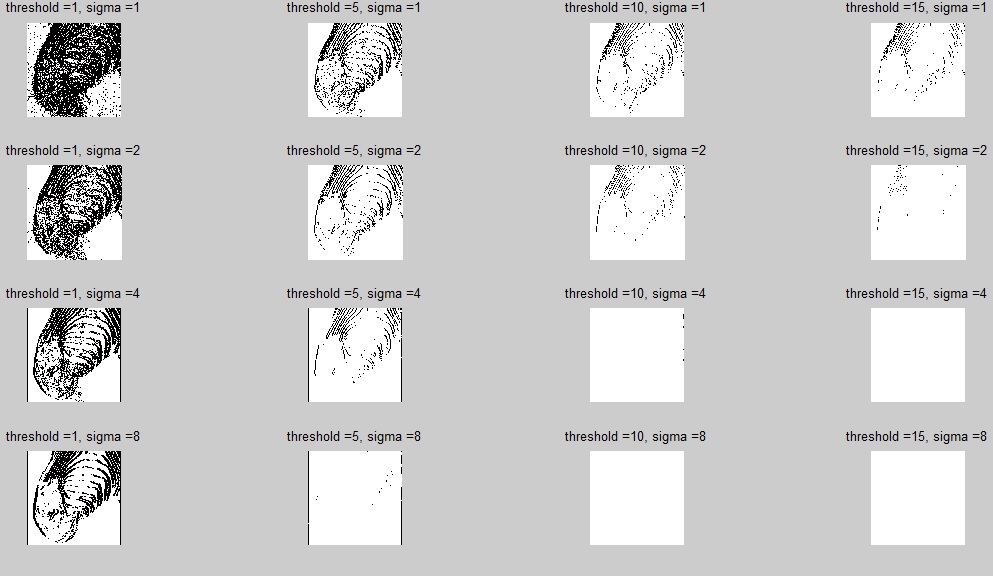 threshold =1, sigma =1 threshold =5, sigma =1 threshold =10, sigma =1 threshold =15, sigma =1
threshold =1, sigma =2 threshold =5, sigma =2 threshold =10, sigma =2 threshold =15, sigma =2
threshold =1, sigma =4 threshold =5, sigma =4 threshold =10, sigma =4 threshold =15, sigma =4
threshold =1, sigma =8 threshold =5, sigma =8 threshold =10, sigma =8 threshold =15, sigma =8